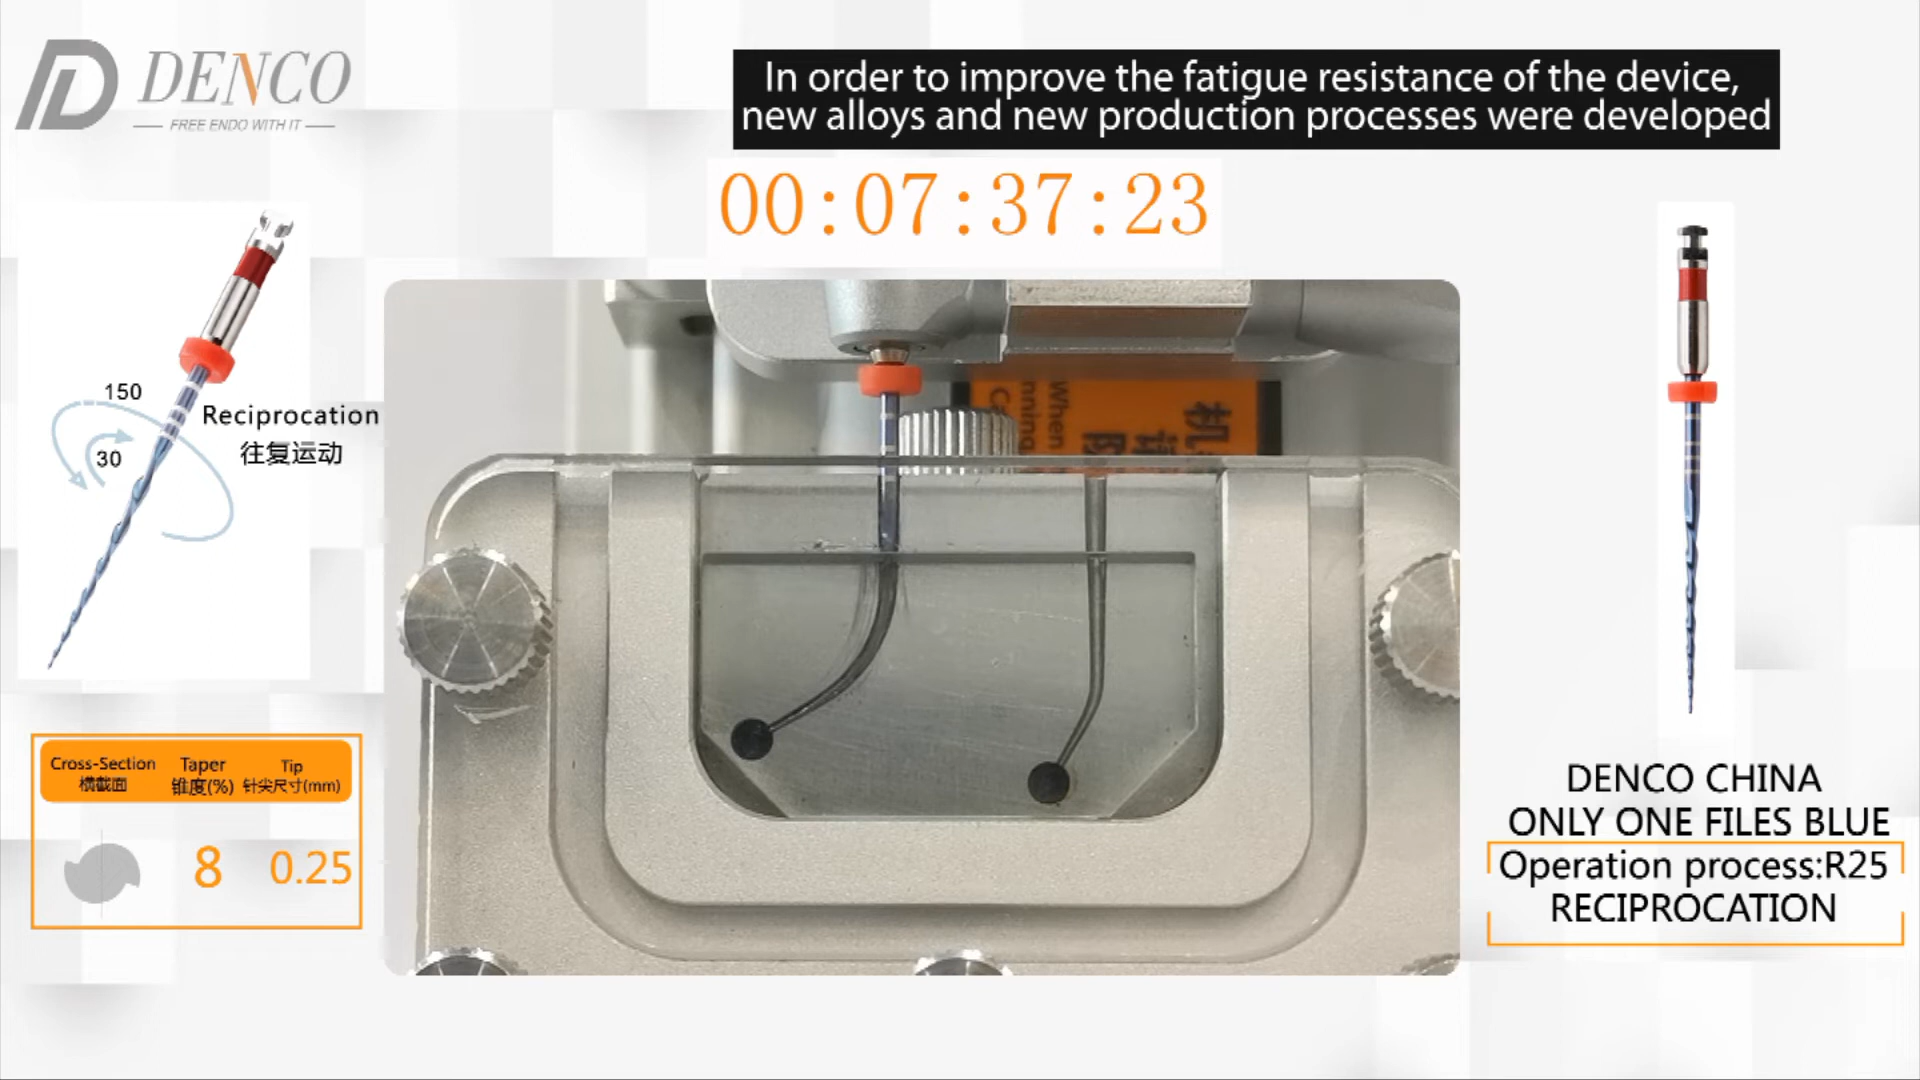 DENCO
FREE ENDO WITH IT
In order to improve the fatigue resistance of the device,
new alloys and new production processes were developed
00:07:37:23
150
30
Reciprocation
往复运动
When
nning
Cross-Section Taper Tip
横截面 锥度(%) 针尖尺寸(mm)
8 0.25
DENCO CHINA
ONLY ONE FILES BLUE
Operation process:R25
RECIPROCATION